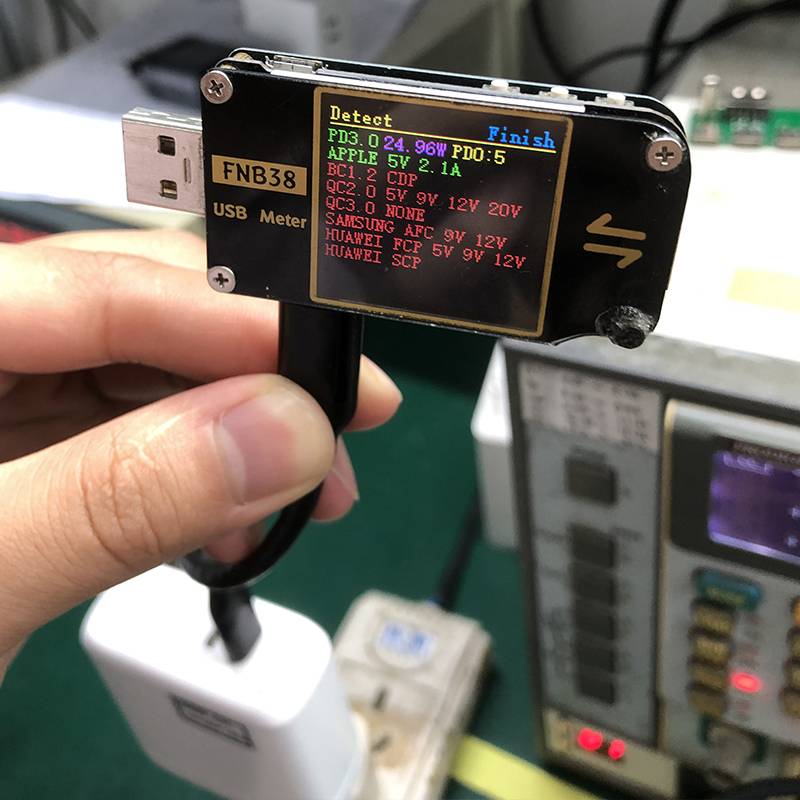 Detect
Finish
PD3.0 24.96W PDO:5
APPLE 5V 2.1A
BC1.2 CDP
QC2.0 5V 9V 12V 20V
QC3.0 NONE
SAMSUNG AFC 9V 12V
HUAWEI FCP 5V 9V 12V
HUAWEI SCP
FNB38
USB Meter